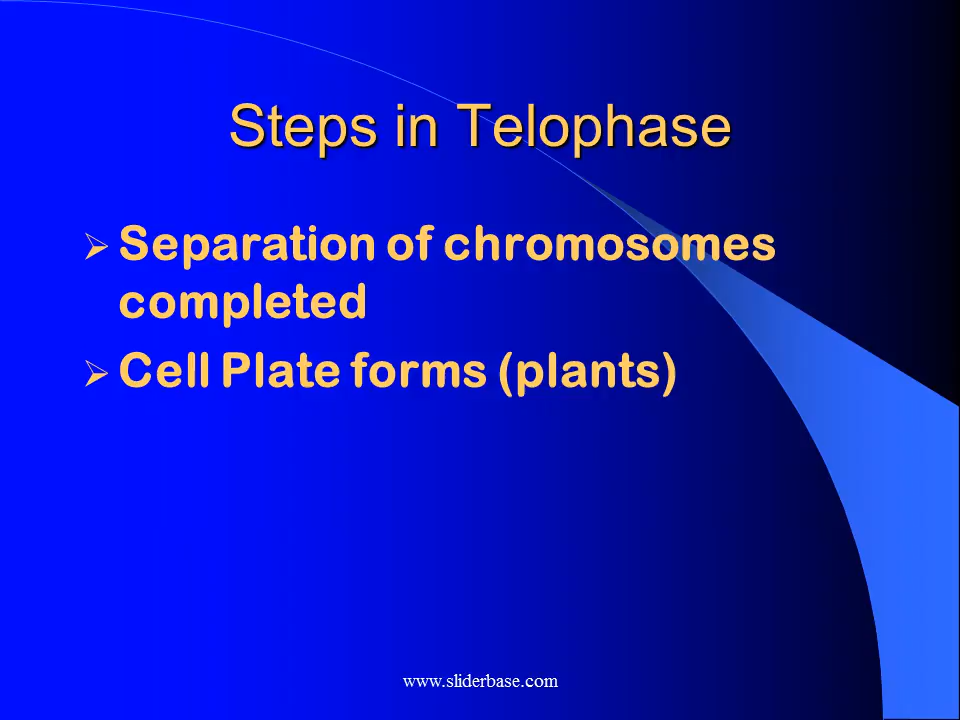 Steps in Telophase
Separation of chromosomes
completed
Cell Plate forms (plants)
www.sliderbase.com